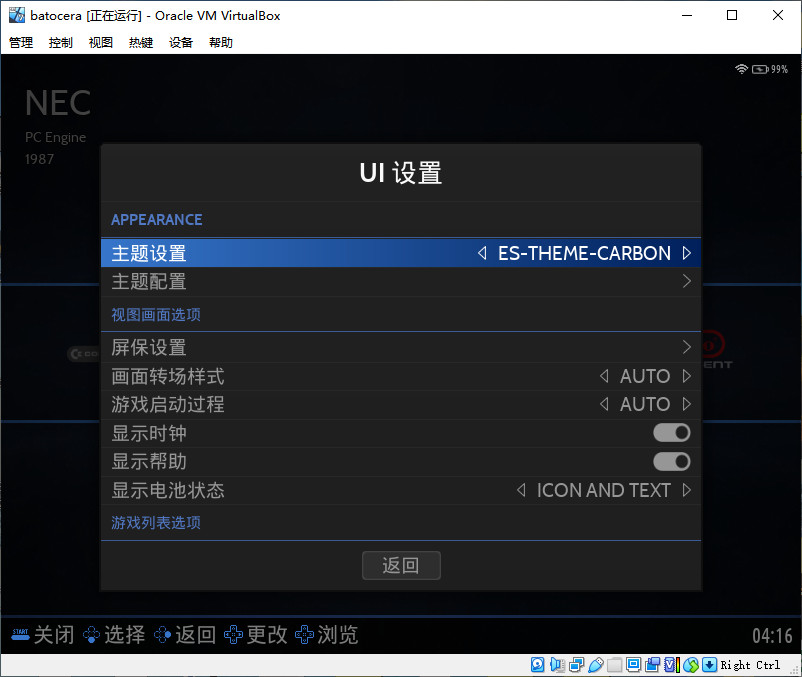 batocera [正在运行] - Oracle VM VirtualBox
管理 控制 视图 热键 设备 帮助
99%
NEC
PC Engine
1987
UI 设置
APPEARANCE
主题设置 ES-THEME-CARBON
主题配置
视图画面选项
屏保设置
画面转场样式 AUTO
游戏启动过程 AUTO
显示时钟
显示帮助
显示电池状态 ICON AND TEXT
游戏列表选项
返回
START 关闭 选择 返回 更改 浏览 04:16
Right Ctrl